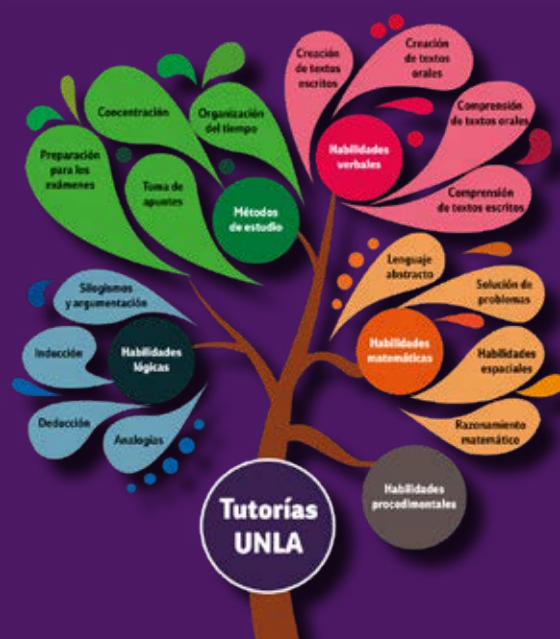 Creación
de textos
escritos
Creación
de textos
orales
Comprensión
de textos orales
Comprensión
de textos escritos
Habilidades
verbales
Concentración
Organización
del tiempo
Preparación
para los
exámenes
Toma de
apuntes
Métodos
de estudio
Silogismos
y argumentación
Inducción
Deducción
Analogías
Habilidades
lógicas
Lenguaje
abstracto
Solución de
problemas
Habilidades
espaciales
Razonamiento
matemático
Habilidades
matemáticas
Habilidades
procedimentales
Tutorías
UNLA